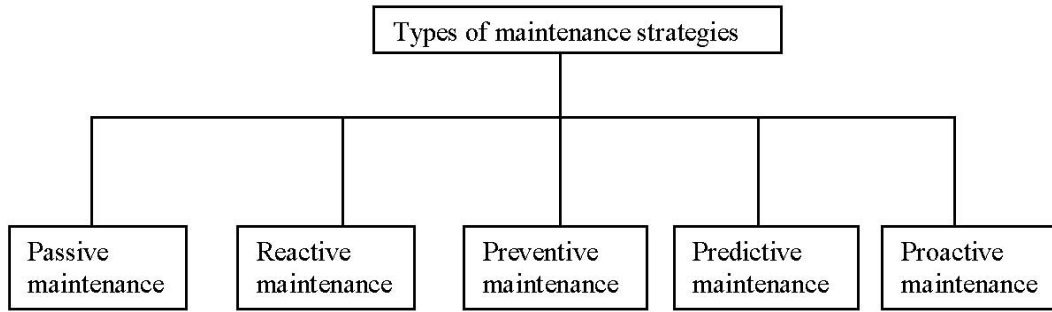 Types of maintenance strategies
Passive
maintenance
Reactive
maintenance
Preventive
maintenance
Predictive
maintenance
Proactive
maintenance